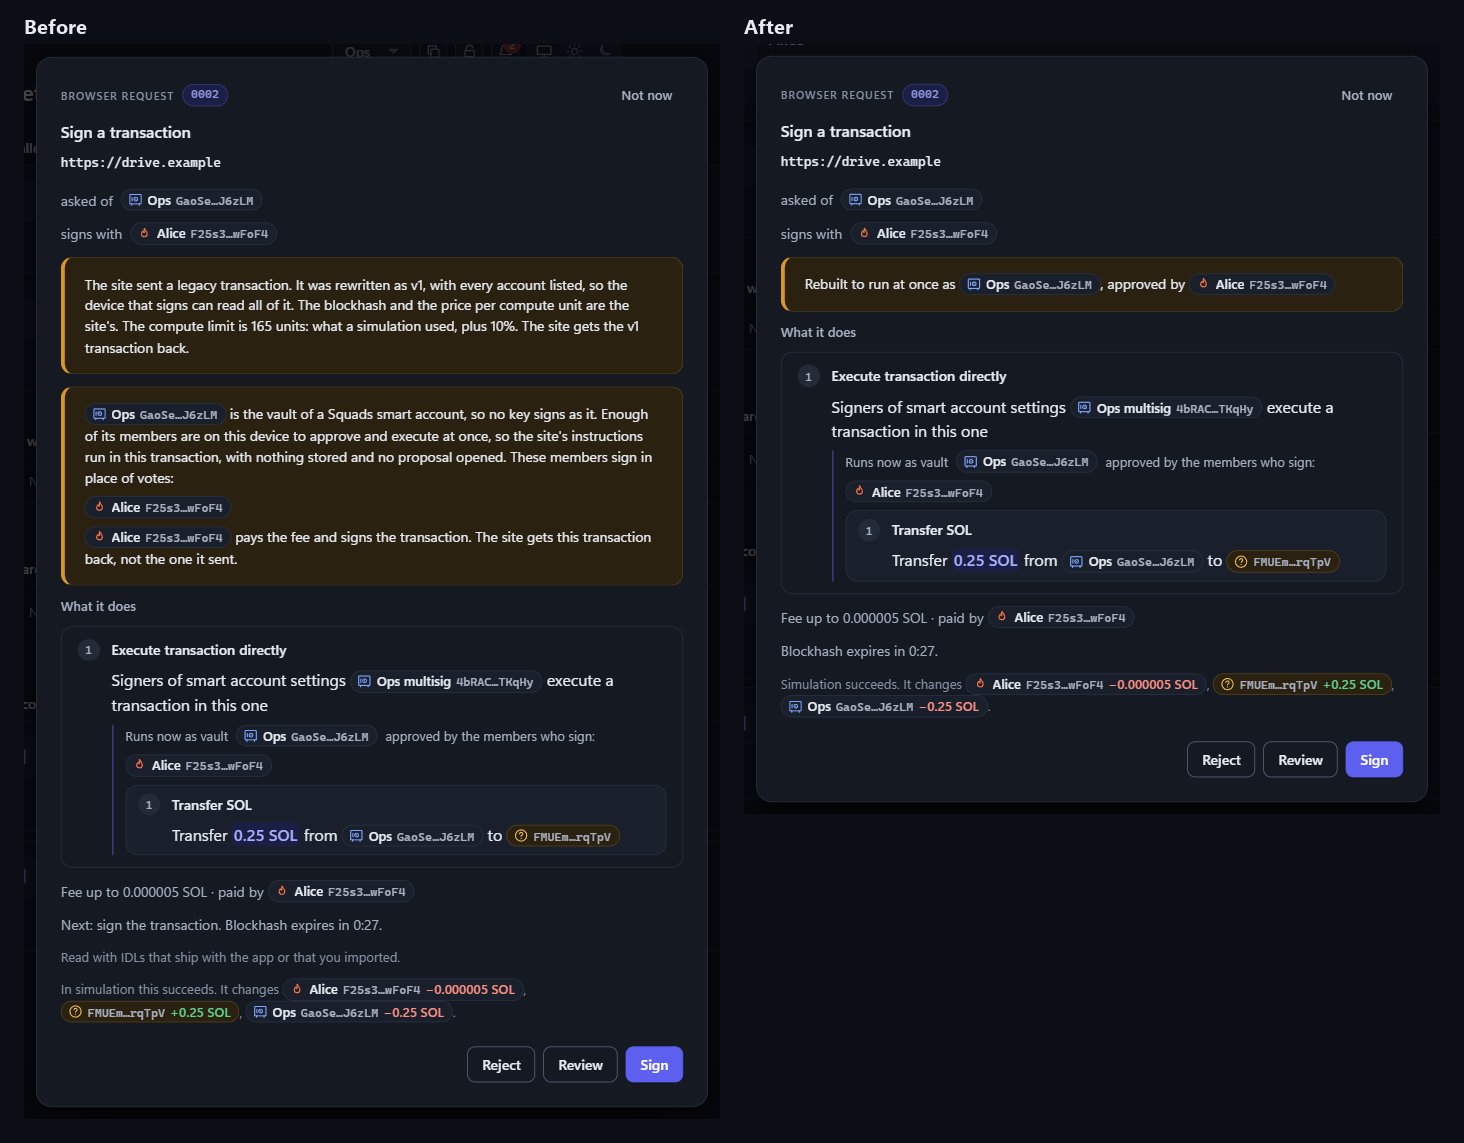 Before
Ops
BROWSER REQUEST 0002 Not now
Sign a transaction
https://drive.example
asked of Ops GaoSe…J6zLM
signs with Alice F25s3…wFoF4
The site sent a legacy transaction. It was rewritten as v1, with every account listed, so the
device that signs can read all of it. The blockhash and the price per compute unit are the
site's. The compute limit is 165 units: what a simulation used, plus 10%. The site gets the v1
transaction back.
Ops GaoSe…J6zLM is the vault of a Squads smart account, so no key signs as it. Enough
of its members are on this device to approve and execute at once, so the site's instructions
run in this transaction, with nothing stored and no proposal opened. These members sign in
place of votes:
Alice F25s3…wFoF4
Alice F25s3…wFoF4 pays the fee and signs the transaction. The site gets this transaction
back, not the one it sent.
What it does
1 Execute transaction directly
Signers of smart account settings Ops multisig 4bRAC…TKqHy execute a
transaction in this one
Runs now as vault Ops GaoSe…J6zLM approved by the members who sign:
Alice F25s3…wFoF4
1 Transfer SOL
Transfer 0.25 SOL from Ops GaoSe…J6zLM to FMUEm…rqTpV
Fee up to 0.000005 SOL · paid by Alice F25s3…wFoF4
Next: sign the transaction. Blockhash expires in 0:27.
Read with IDLs that ship with the app or that you imported.
In simulation this succeeds. It changes Alice F25s3…wFoF4 −0.000005 SOL,
FMUEm…rqTpV +0.25 SOL, Ops GaoSe…J6zLM −0.25 SOL.
Reject Review Sign
After
BROWSER REQUEST 0002 Not now
Sign a transaction
https://drive.example
asked of Ops GaoSe…J6zLM
signs with Alice F25s3…wFoF4
Rebuilt to run at once as Ops GaoSe…J6zLM, approved by Alice F25s3…wFoF4
What it does
1 Execute transaction directly
Signers of smart account settings Ops multisig 4bRAC…TKqHy execute a
transaction in this one
Runs now as vault Ops GaoSe…J6zLM approved by the members who sign:
Alice F25s3…wFoF4
1 Transfer SOL
Transfer 0.25 SOL from Ops GaoSe…J6zLM to FMUEm…rqTpV
Fee up to 0.000005 SOL · paid by Alice F25s3…wFoF4
Blockhash expires in 0:27.
Simulation succeeds. It changes Alice F25s3…wFoF4 −0.000005 SOL, FMUEm…rqTpV +0.25 SOL,
Ops GaoSe…J6zLM −0.25 SOL.
Reject Review Sign